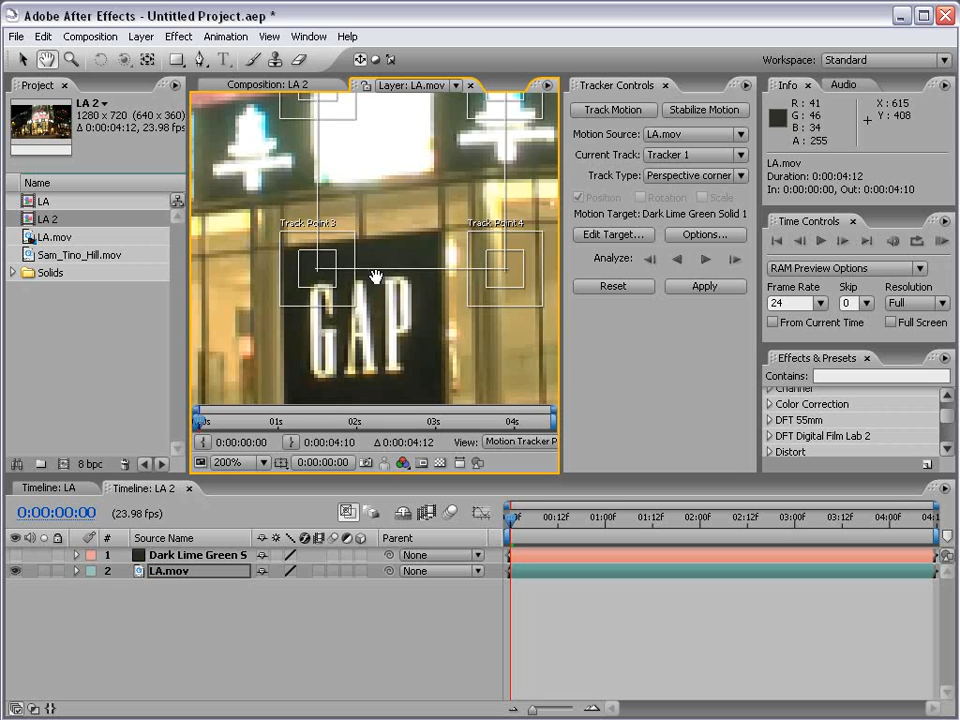 Adobe After Effects - Untitled Project.aep *
File Edit Composition Layer Effect Animation View Window Help
Workspace: Standard
Project
LA 2
1280 x 720 (640 x 360)
Δ 0:00:04:12, 23.98 fps
Name
LA
LA 2
LA.mov
Sam_Tino_Hill.mov
Solids
8 bpc
Composition: LA 2
Layer: LA.mov
Track Point 3
Track Point 4
GAP
01s 02s 03s 04s
0:00:00:00 0:00:04:10 Δ 0:00:04:12 View: Motion Tracker P
200% 0:00:00:00
Tracker Controls
Track Motion Stabilize Motion
Motion Source: LA.mov
Current Track: Tracker 1
Track Type: Perspective corner
Position Rotation Scale
Motion Target: Dark Lime Green Solid 1
Edit Target... Options...
Analyze:
Reset Apply
Info Audio
R : 41
G : 46
B : 34
A : 255
X : 615
Y : 408
LA.mov
Duration: 0:00:04:12
In: 0:00:00:00, Out: 0:00:04:10
Time Controls
RAM Preview Options
Frame Rate Skip Resolution
24 0 Full
From Current Time Full Screen
Effects & Presets
Contains:
Channel
Color Correction
DFT 55mm
DFT Digital Film Lab 2
Distort
Timeline: LA Timeline: LA 2
0:00:00:00 (23.98 fps)
# Source Name Parent
1 Dark Lime Green S None
2 LA.mov None
00:12f 01:00f 01:12f 02:00f 02:12f 03:00f 03:12f 04:00f 04:1